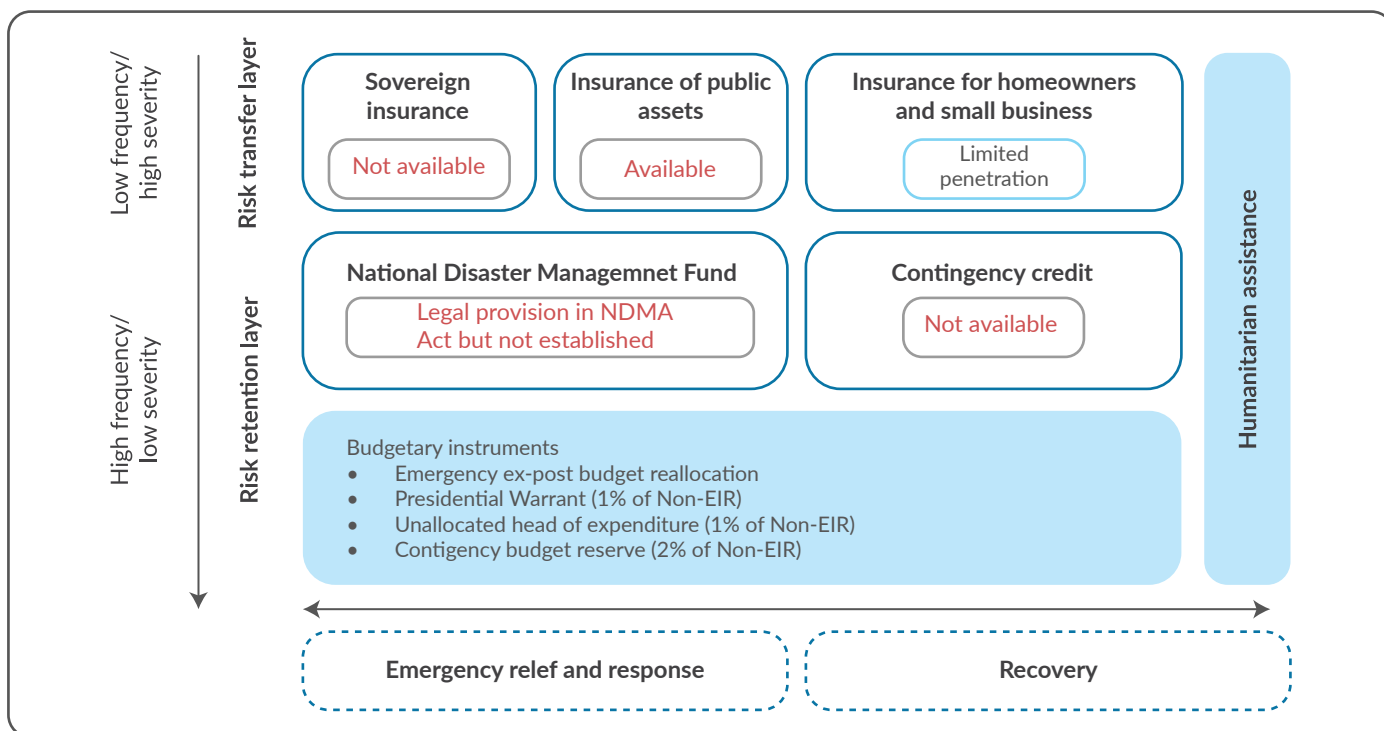 Low frequency/
high severity
Risk transfer layer
Sovereign
insurance
Not available
Insurance of public
assets
Available
Insurance for homeowners
and small business
Limited
penetration
Humanitarian assistance
High frequency/
low severity
Risk retention layer
National Disaster Managemnet Fund
Legal provision in NDMA
Act but not established
Contingency credit
Not available
Budgetary instruments
• Emergency ex-post budget reallocation
• Presidential Warrant (1% of Non-EIR)
• Unallocated head of expenditure (1% of Non-EIR)
• Contigency budget reserve (2% of Non-EIR)
Emergency relef and response
Recovery